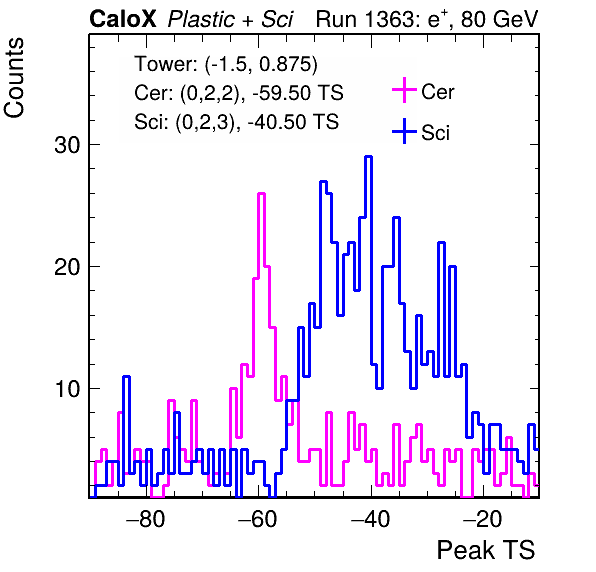 CaloX Plastic + Sci Run 1363: e+, 80 GeV
Counts
Tower: (-1.5, 0.875)
Cer: (0,2,2), -59.50 TS
Sci: (0,2,3), -40.50 TS
Cer
Sci
30
20
10
−80 −60 −40 −20
Peak TS